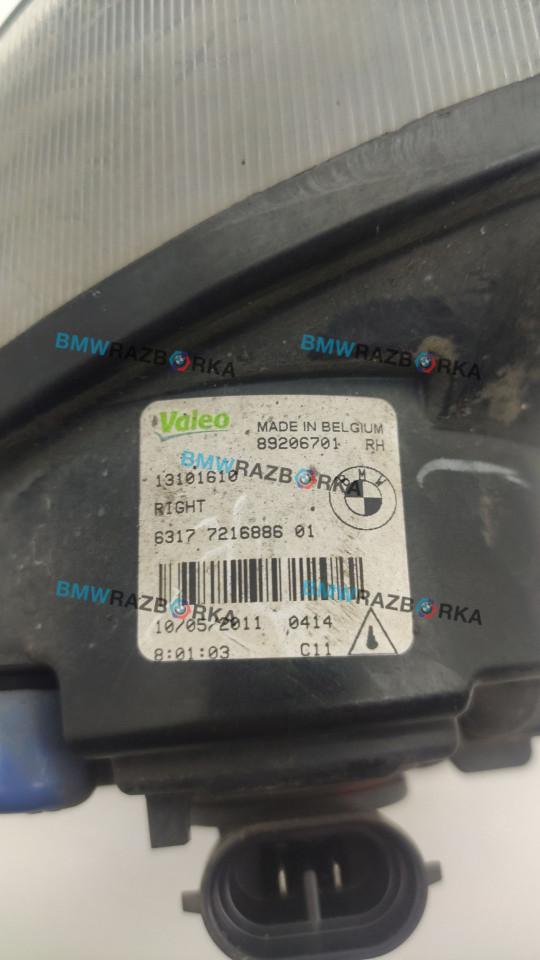 BMWRAZBORKA
BMWRAZBORKA
Valeo
MADE IN BELGIUM
89206701 RH
BMWRAZBORKA
13101610
BMW
RIGHT
6317 7216886 01
BMWRAZBORKA
BMWRAZBORKA
10/05/2011 0414
8:01:03 C11